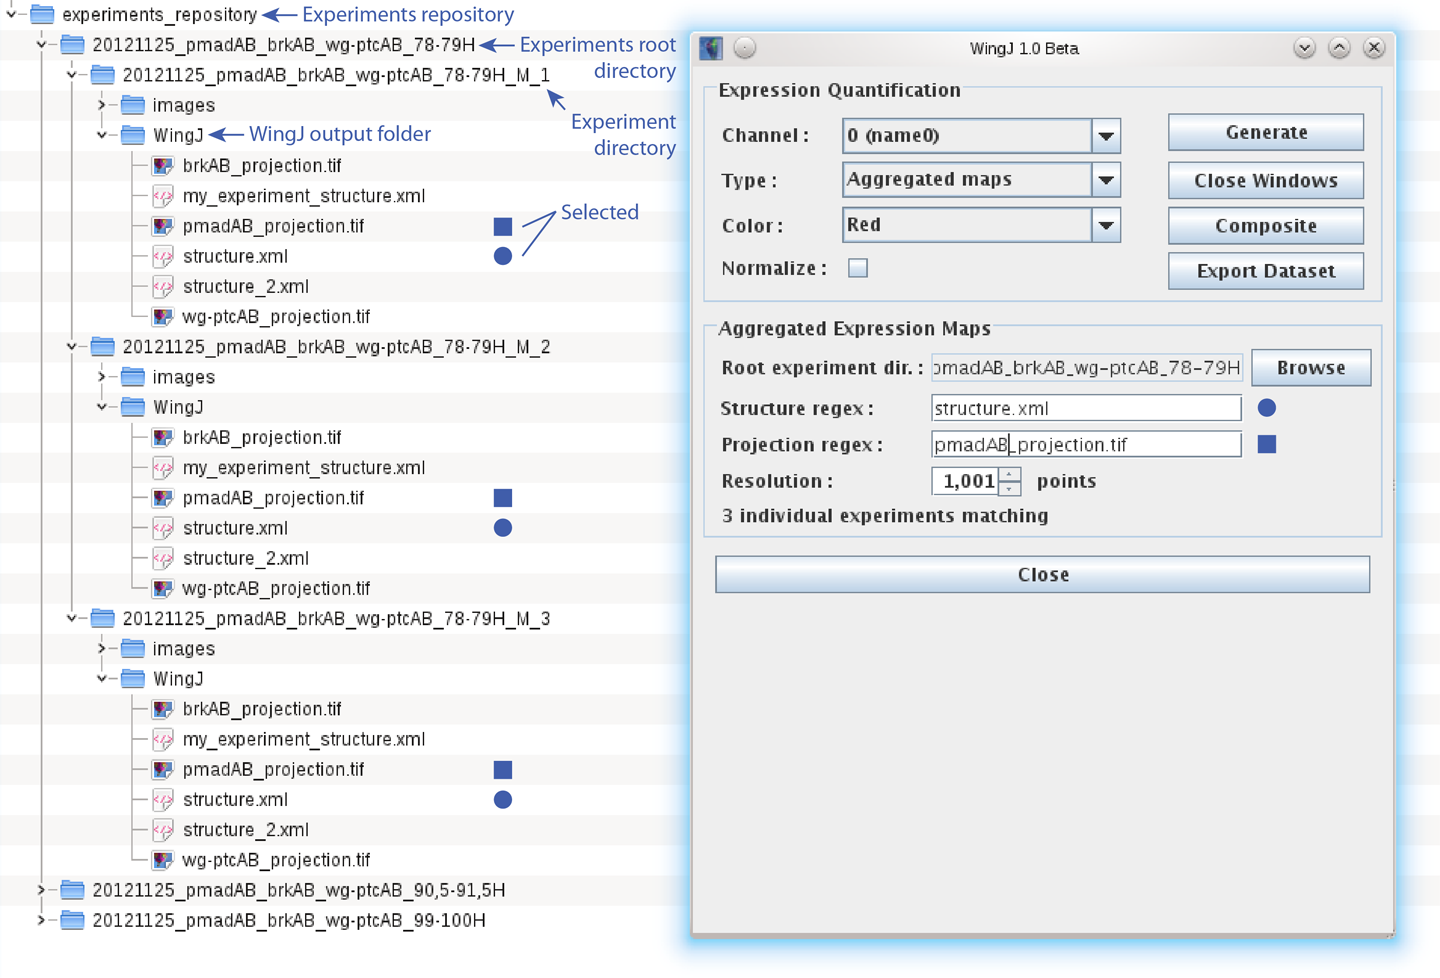 experiments_repository
Experiments repository
20121125_pmadAB_brkAB_wg-ptcAB_78-79H
Experiments root
directory
20121125_pmadAB_brkAB_wg-ptcAB_78-79H_M_1
Experiment
directory
images
WingJ
WingJ output folder
brkAB_projection.tif
my_experiment_structure.xml
pmadAB_projection.tif
Selected
structure.xml
structure_2.xml
wg-ptcAB_projection.tif
20121125_pmadAB_brkAB_wg-ptcAB_78-79H_M_2
images
WingJ
brkAB_projection.tif
my_experiment_structure.xml
pmadAB_projection.tif
structure.xml
structure_2.xml
wg-ptcAB_projection.tif
20121125_pmadAB_brkAB_wg-ptcAB_78-79H_M_3
images
WingJ
brkAB_projection.tif
my_experiment_structure.xml
pmadAB_projection.tif
structure.xml
structure_2.xml
wg-ptcAB_projection.tif
20121125_pmadAB_brkAB_wg-ptcAB_90,5-91,5H
20121125_pmadAB_brkAB_wg-ptcAB_99-100H
WingJ 1.0 Beta
Expression Quantification
Channel : 0 (name0) Generate
Type : Aggregated maps Close Windows
Color : Red Composite
Normalize : Export Dataset
Aggregated Expression Maps
Root experiment dir. : pmadAB_brkAB_wg-ptcAB_78-79H Browse
Structure regex : structure.xml
Projection regex : pmadAB_projection.tif
Resolution : 1,001 points
3 individual experiments matching
Close